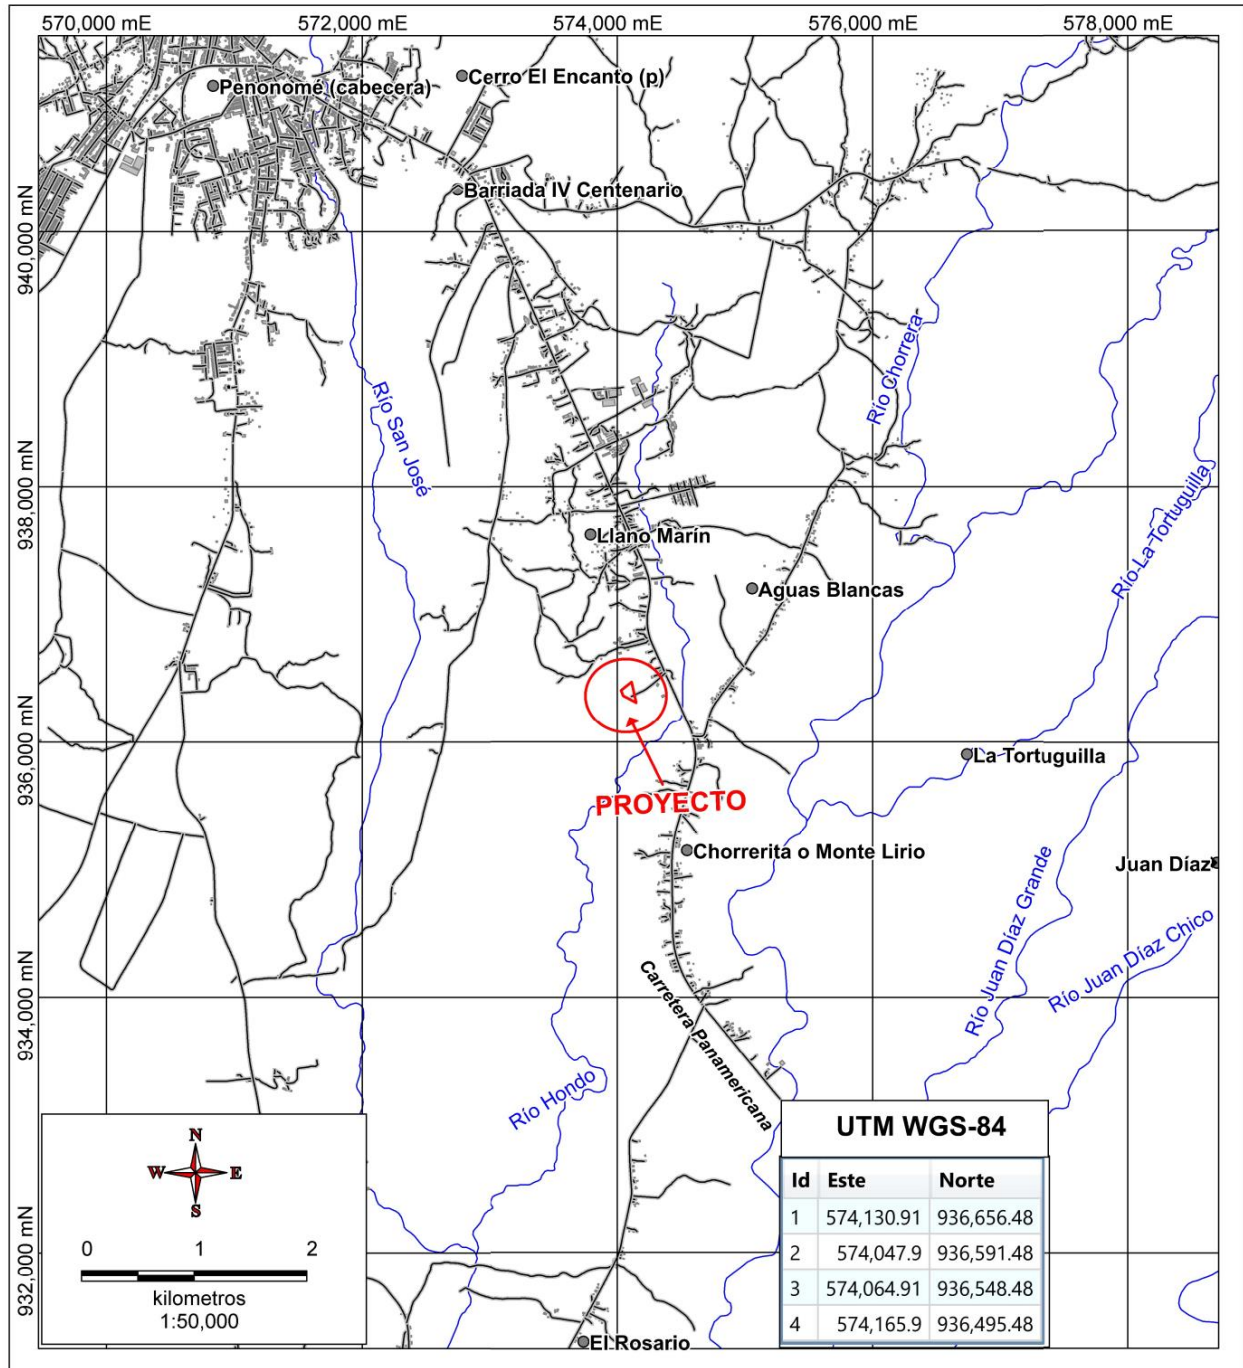 570,000 mE 572,000 mE 574,000 mE 576,000 mE 578,000 mE
Cerro El Encanto (p)
Penonomé (cabecera)
Barriada IV Centenario
940,000 mN
Río Chorrera
Río San José
938,000 mN
Llano Marín
Río La Tortuguilla
Aguas Blancas
936,000 mN
La Tortuguilla
PROYECTO
Chorrerita o Monte Lirio
Juan Díaz
Río Juan Díaz Grande
Río Juan Díaz Chico
934,000 mN
Carretera Panamericana
Río Hondo
N
W E
S
0 1 2
kilometros
1:50,000
932,000 mN
El Rosario
UTM WGS-84
Id Este Norte
1 574,130.91 936,656.48
2 574,047.9 936,591.48
3 574,064.91 936,548.48
4 574,165.9 936,495.48